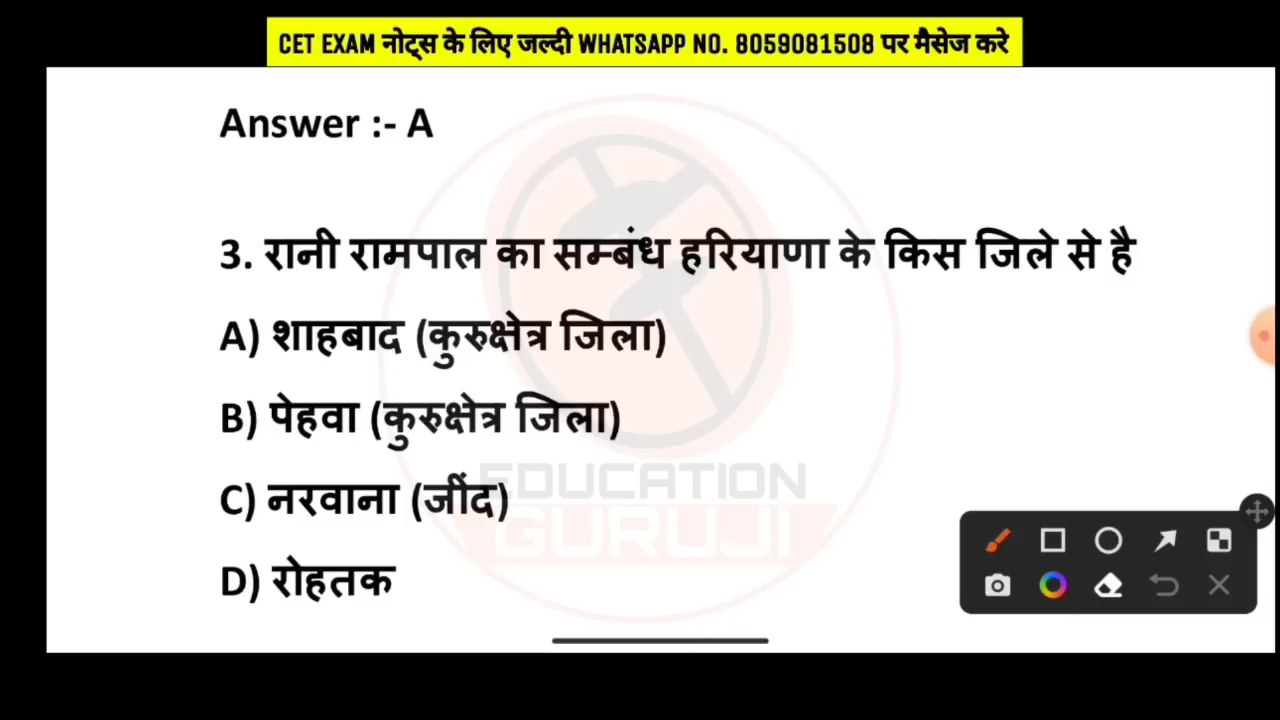 CET EXAM नोट्स के लिए जल्दी WHATSAPP NO. 8059081508 पर मैसेज करे
Answer :- A
3. रानी रामपाल का सम्बंध हरियाणा के किस जिले से है
A) शाहबाद (कुरुक्षेत्र जिला)
B) पेहवा (कुरुक्षेत्र जिला)
C) नरवाना (जींद)
D) रोहतक
EDUCATION
GURUJI